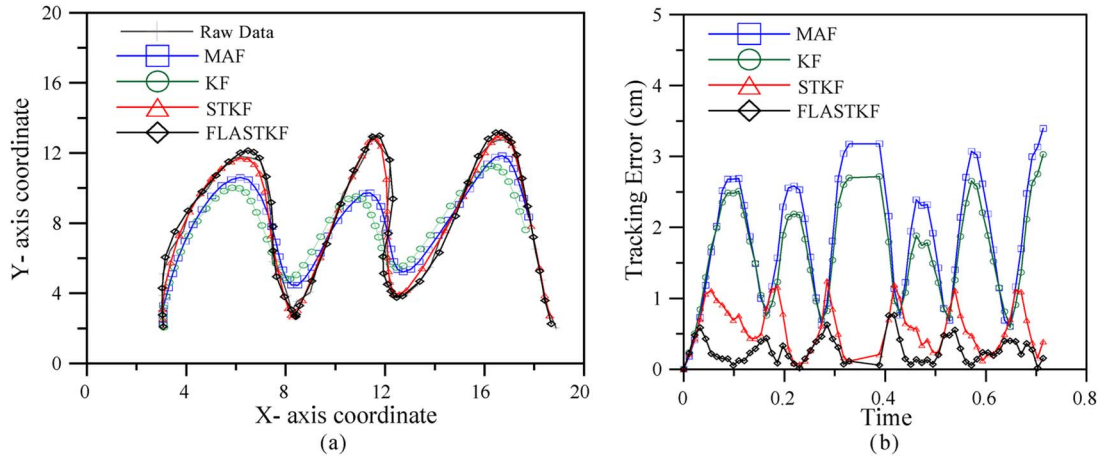 20
16
12
8
4
0
Y- axis coordinate
Raw Data
MAF
KF
STKF
FLASTKF
0
4
8
12
16
20
X- axis coordinate
(a)
5
4
3
2
1
0
Tracking Error (cm)
MAF
KF
STKF
FLASTKF
0
0.2
0.4
0.6
0.8
Time
(b)